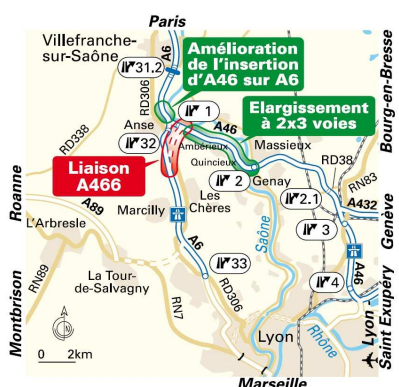 Paris
Villefranche-
sur-Saône
A6
31.2
RD306
Amélioration
de l'insertion
d'A46 sur A6
Bourg-en-Bresse
1
Elargissement
à 2x3 voies
Anse
A46
32
Ambérieux
Massieux
RD338
Quincieux
Liaison
A466
RD38
RN83
2
Genay
Roanne
A89
Marcilly
Les
Chères
2.1
A432
Genève
L'Arbresle
3
Saône
A6
33
A46
4
La Tour-
de-Salvagny
RN89
RN7
RD306
Montbrison
Lyon
Rhône
Lyon -
Saint Exupéry
N
0 2km
Marseille